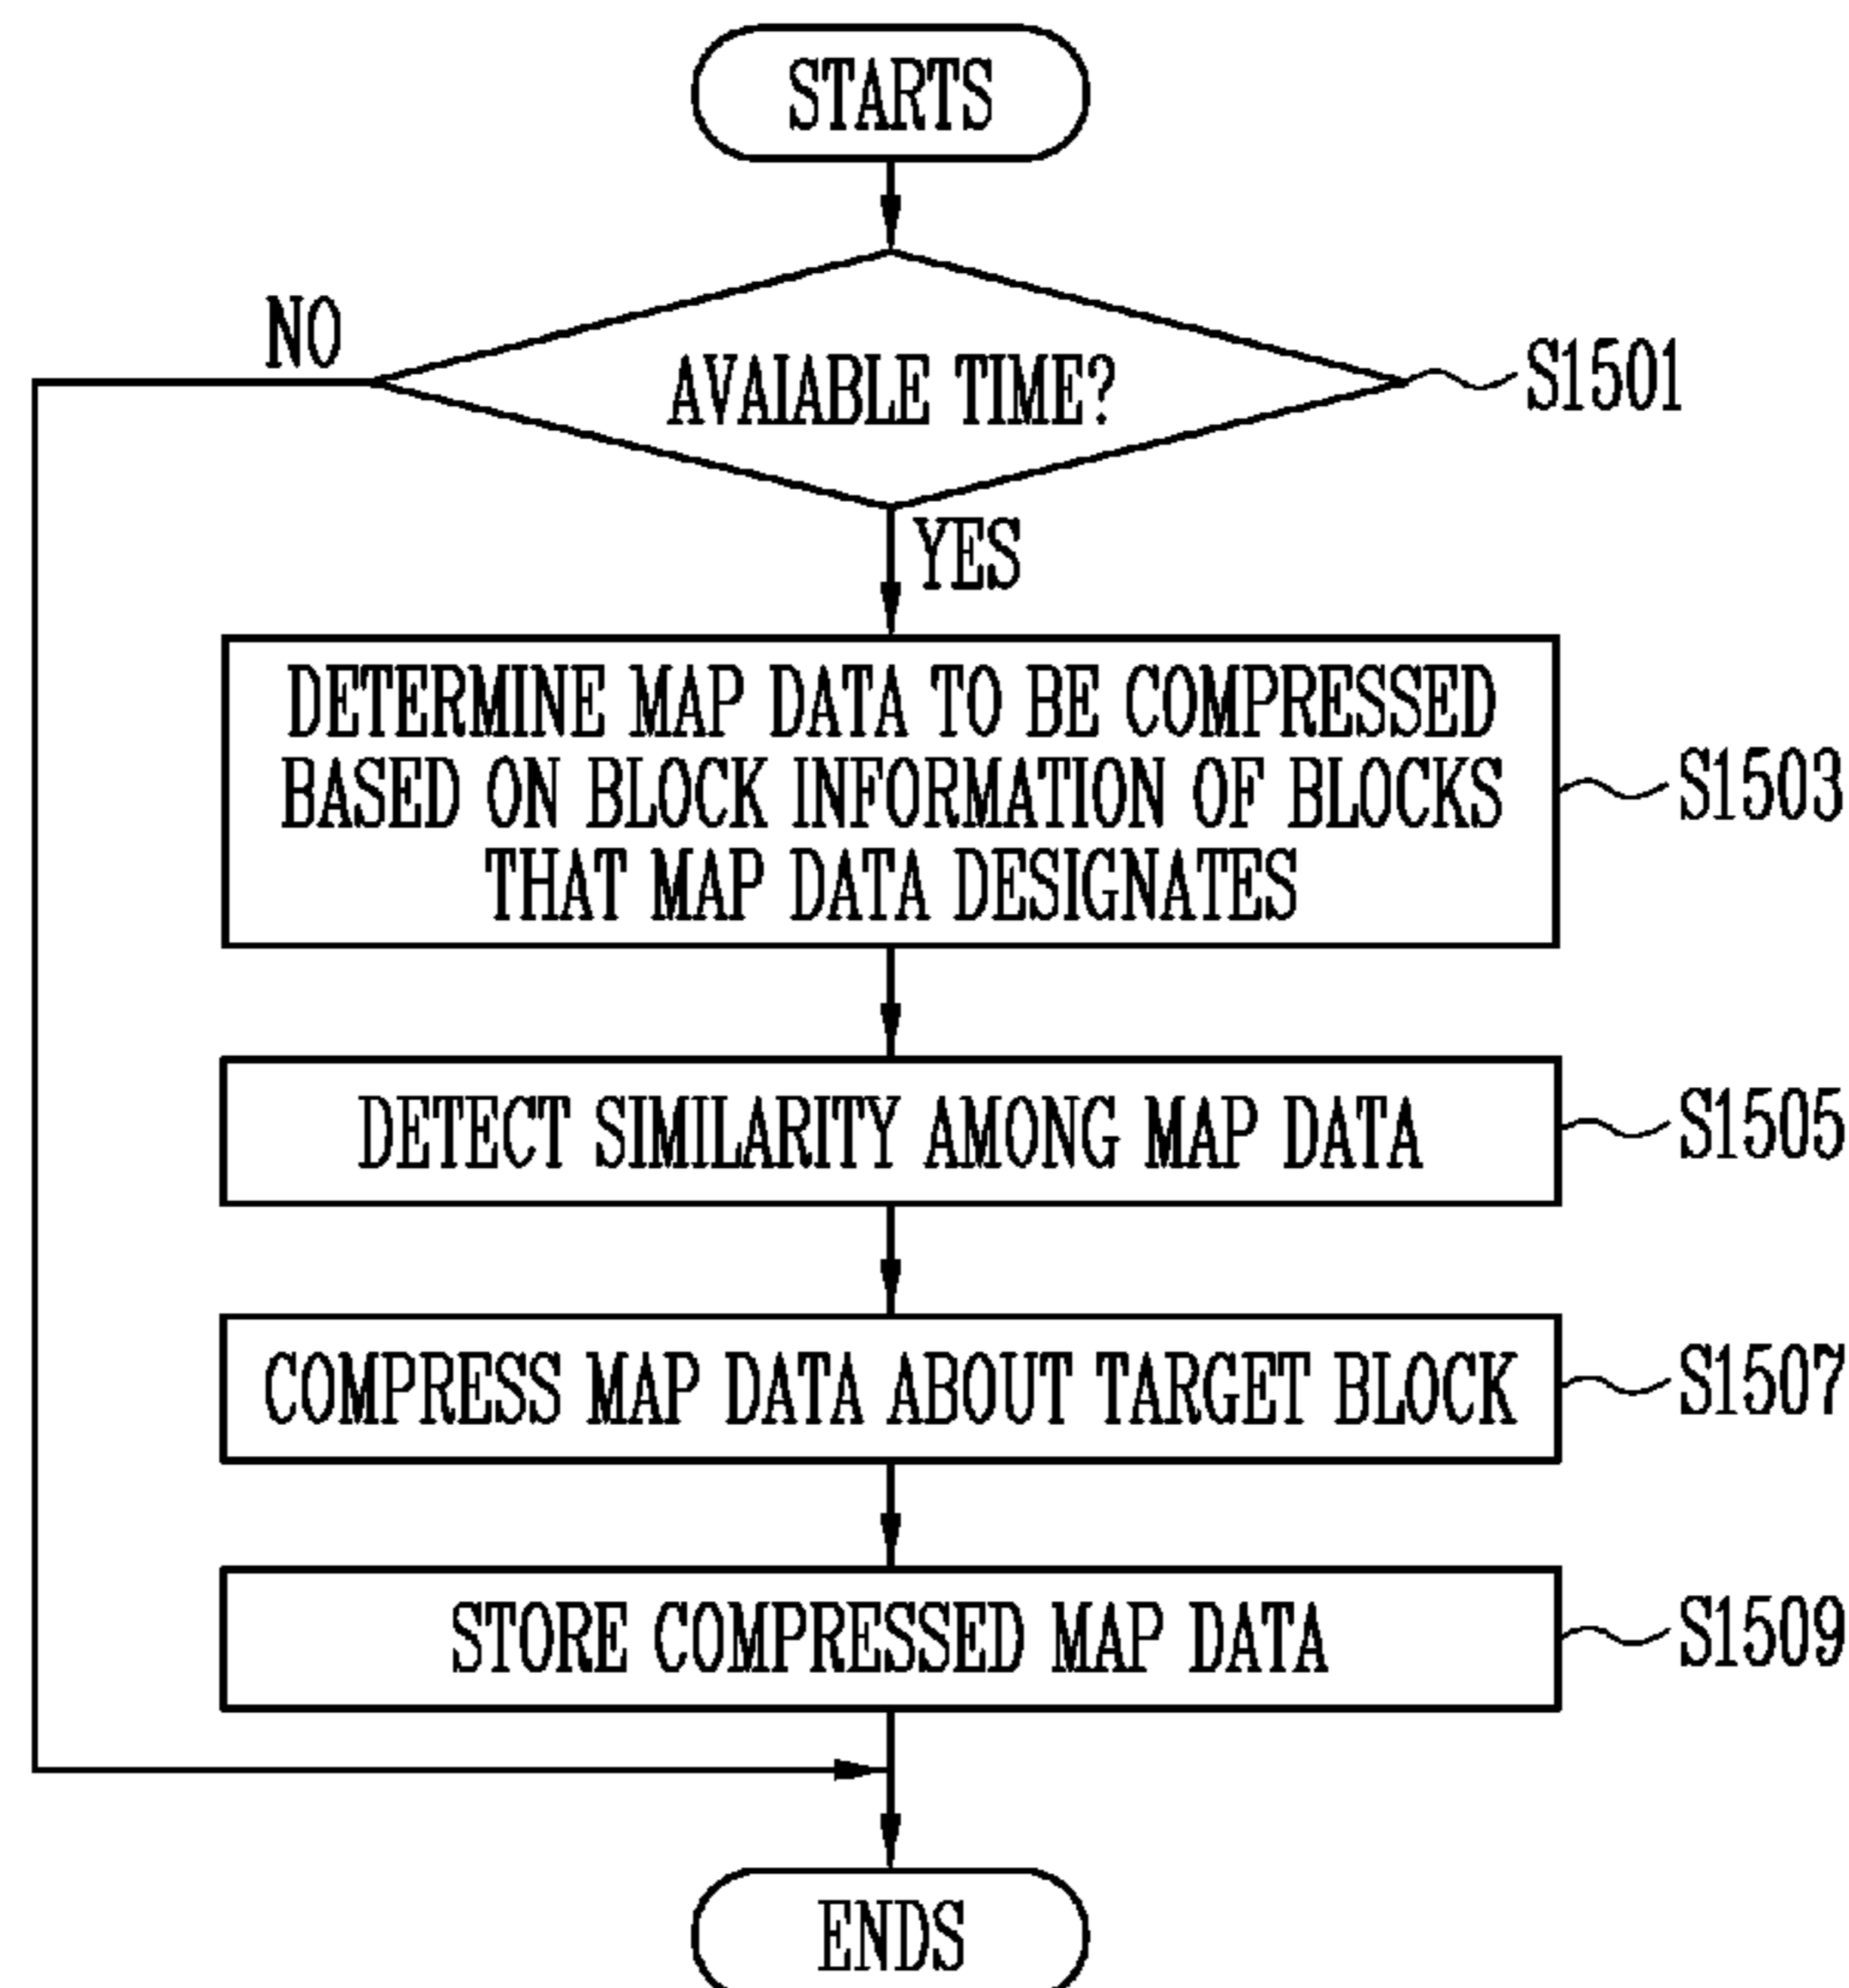 STARTS
NO
AVAIABLE TIME?
S1501
YES
DETERMINE MAP DATA TO BE COMPRESSED
BASED ON BLOCK INFORMATION OF BLOCKS
THAT MAP DATA DESIGNATES
S1503
DETECT SIMILARITY AMONG MAP DATA
S1505
COMPRESS MAP DATA ABOUT TARGET BLOCK
S1507
STORE COMPRESSED MAP DATA
S1509
ENDS